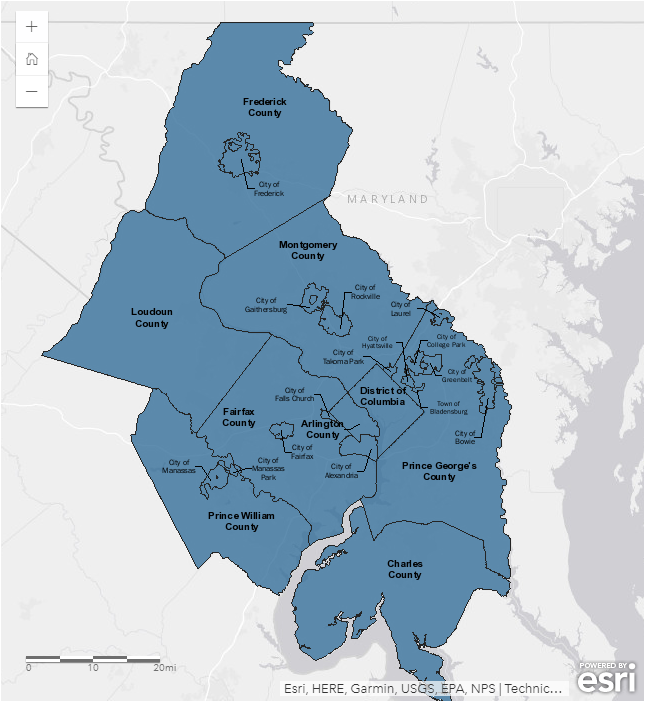 +
−
Frederick
County
City of
Frederick
MARYLAND
Montgomery
County
City of
Rockville
City of
Gaithersburg
City of
Laurel
Loudoun
County
City of
Hyattsville
City of
College Park
City of
Takoma Park
City of
Greenbelt
District of
Columbia
City of
Falls Church
Town of
Bladensburg
Fairfax
County
Arlington
County
City of
Bowie
City of
Fairfax
City of
Manassas
City of
Manassas
Park
City of
Alexandria
Prince George's
County
Prince William
County
Charles
County
0 10 20mi
Esri, HERE, Garmin, USGS, EPA, NPS | Technic...
POWERED BY
esri